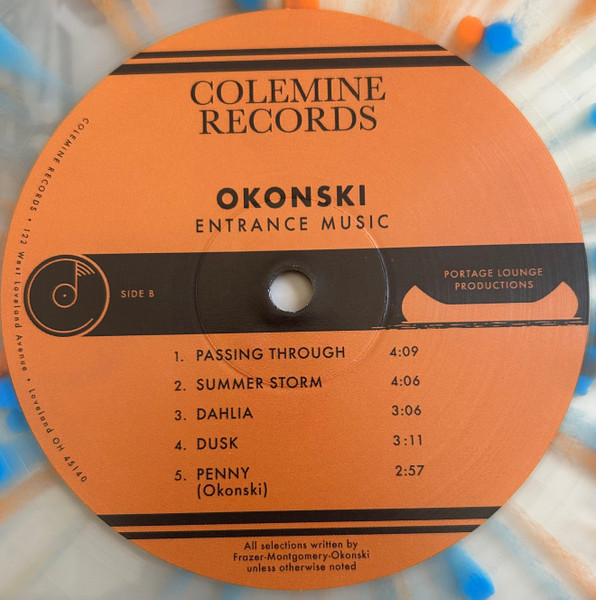 COLEMINE
RECORDS
OKONSKI
ENTRANCE MUSIC
COLEMINE RECORDS • 122 West Loveland Avenue • Loveland OH 45140
SIDE B
PORTAGE LOUNGE
PRODUCTIONS
1. PASSING THROUGH 4:09
2. SUMMER STORM 4:06
3. DAHLIA 3:06
4. DUSK 3:11
5. PENNY 2:57
(Okonski)
All selections written by
Frazer-Montgomery-Okonski
unless otherwise noted